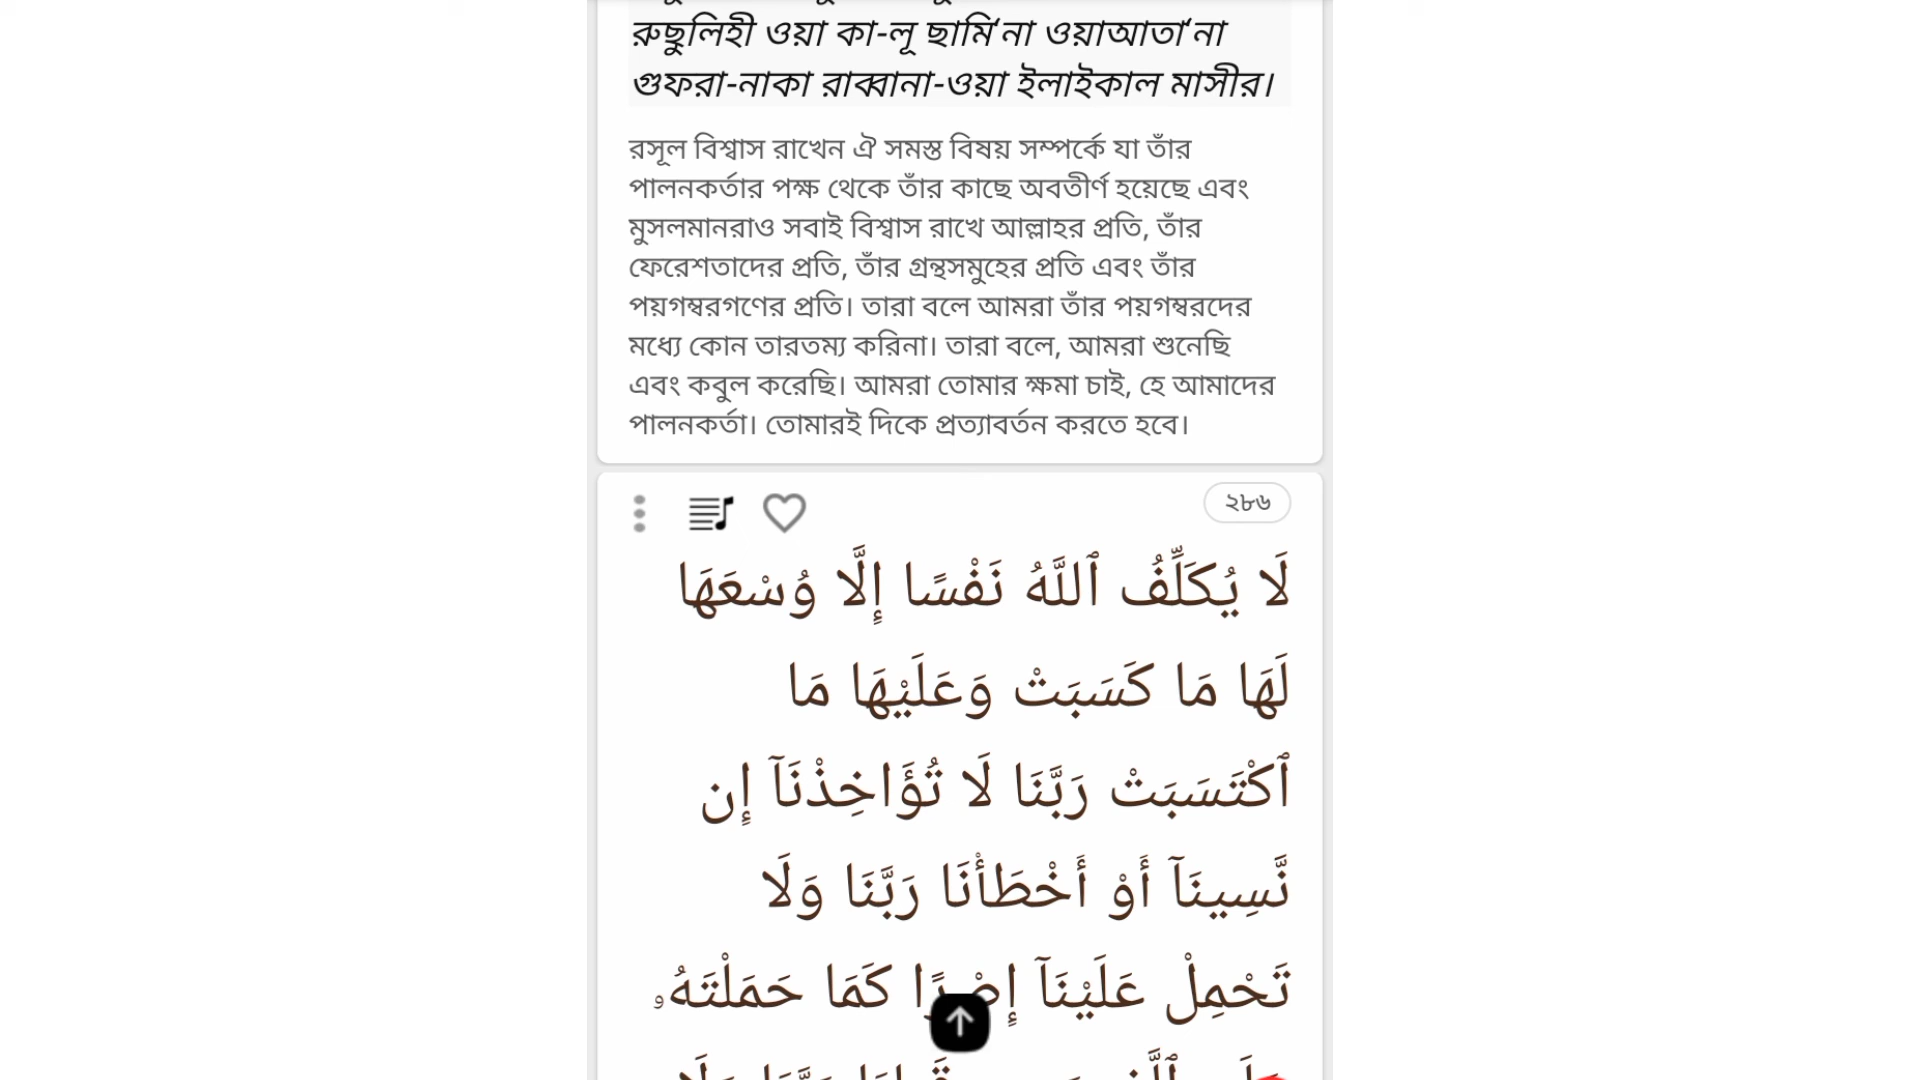 রুছুলিহী ওয়া কা-লূ ছামি'না ওয়াআতা'না
গুফরা-নাকা রাব্বানা-ওয়া ইলাইকাল মাসীর।
রসূল বিশ্বাস রাখেন ঐ সমস্ত বিষয় সম্পর্কে যা তাঁর
পালনকর্তার পক্ষ থেকে তাঁর কাছে অবতীর্ণ হয়েছে এবং
মুসলমানরাও সবাই বিশ্বাস রাখে আল্লাহর প্রতি, তাঁর
ফেরেশতাদের প্রতি, তাঁর গ্রন্থসমুহের প্রতি এবং তাঁর
পয়গম্বরগণের প্রতি। তারা বলে আমরা তাঁর পয়গম্বরদের
মধ্যে কোন তারতম্য করিনা। তারা বলে, আমরা শুনেছি
এবং কবুল করেছি। আমরা তোমার ক্ষমা চাই, হে আমাদের
পালনকর্তা। তোমারই দিকে প্রত্যাবর্তন করতে হবে।
২৮৬
لَا يُكَلِّفُ ٱللَّهُ نَفْسًا إِلَّا وُسْعَهَا
لَهَا مَا كَسَبَتْ وَعَلَيْهَا مَا
ٱكْتَسَبَتْ رَبَّنَا لَا تُؤَاخِذْنَآ إِن
نَّسِينَآ أَوْ أَخْطَأْنَا رَبَّنَا وَلَا
تَحْمِلْ عَلَيْنَآ إِصْرًا كَمَا حَمَلْتَهُۥ